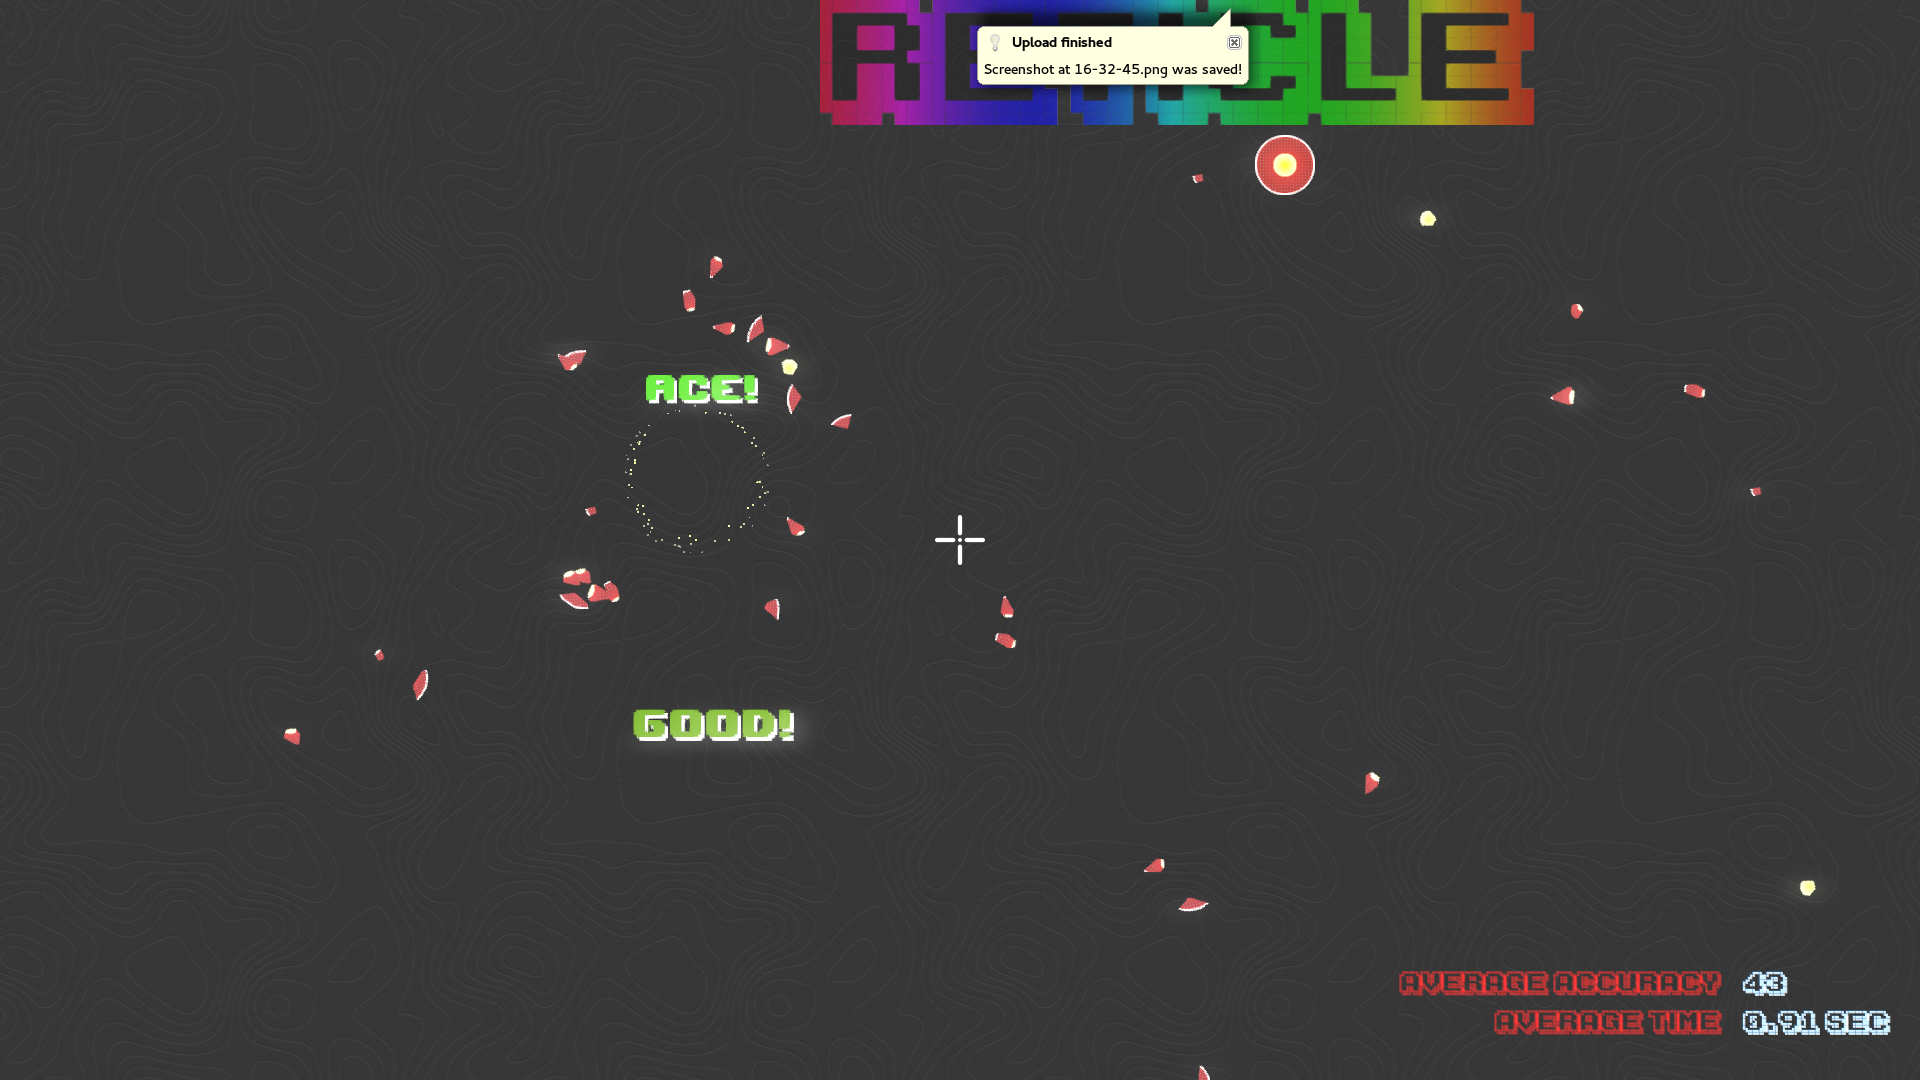 Upload finished
Screenshot at 16-32-45.png was saved!
ACE!
GOOD!
AVERAGE ACCURACY 43
AVERAGE TIME 0.91 SEC